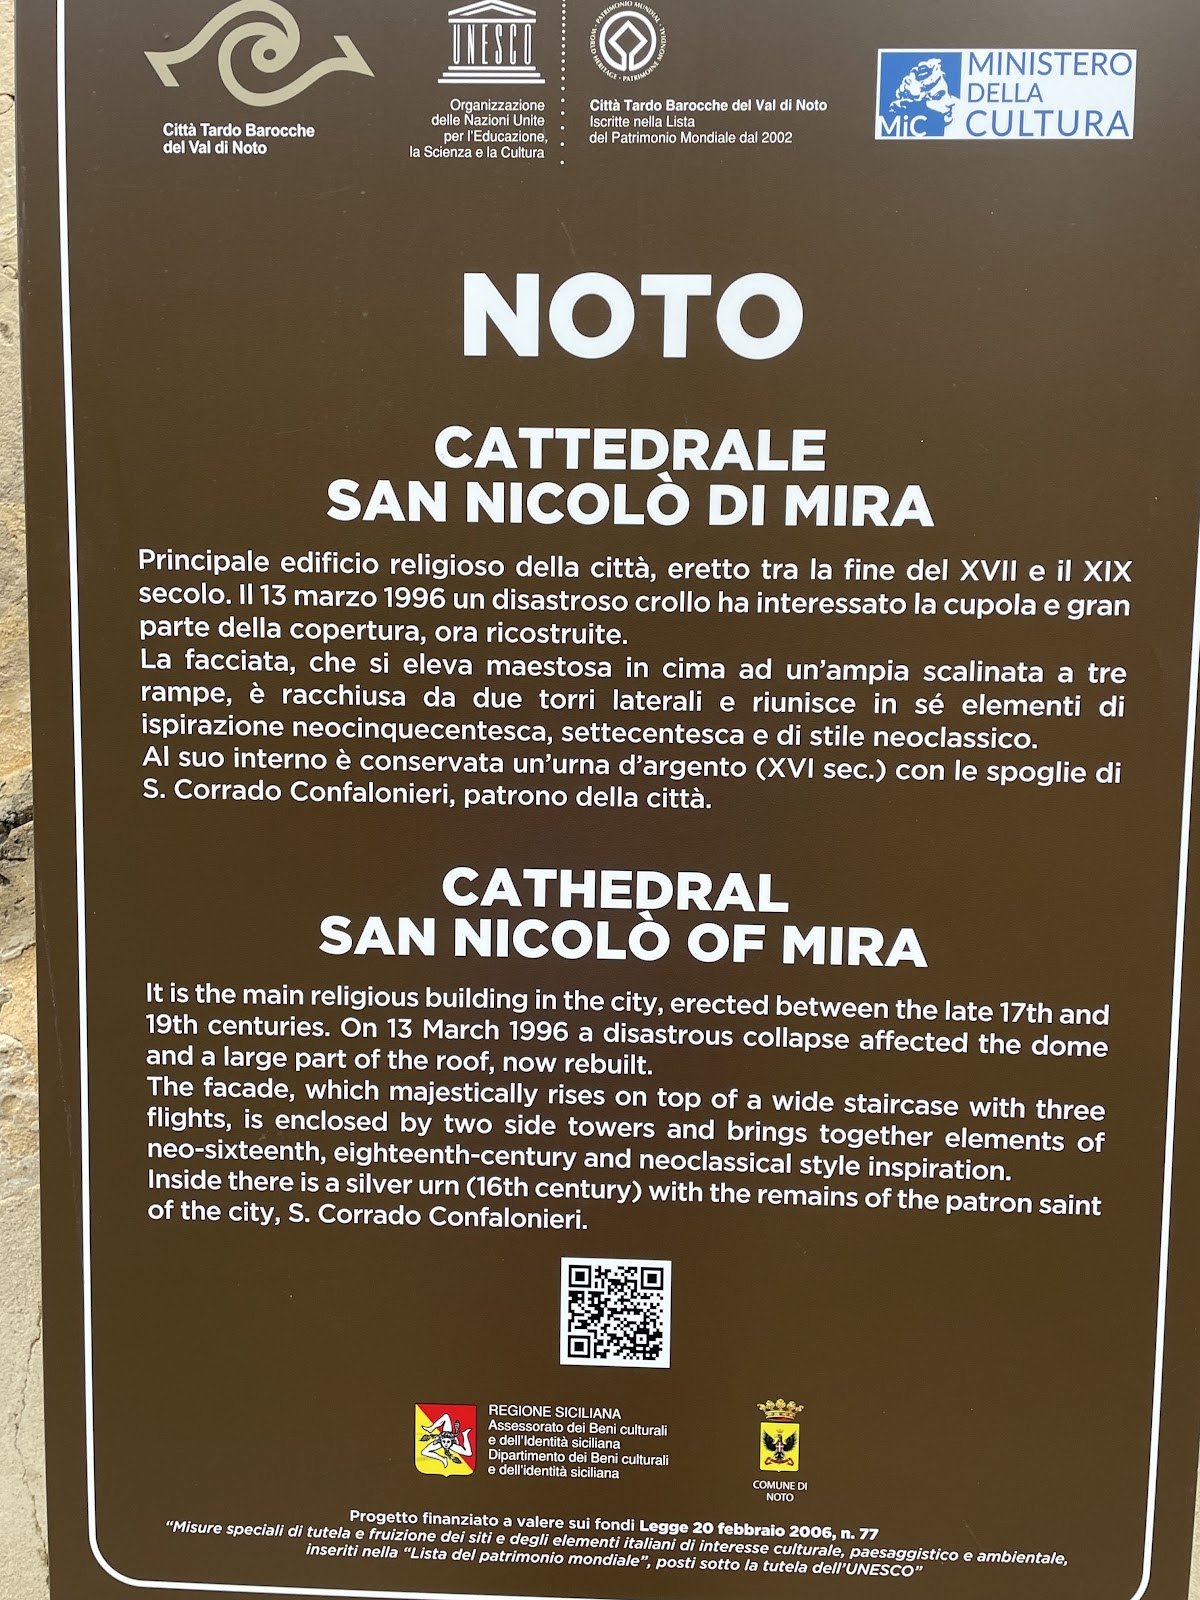 Città Tardo Barocche
del Val di Noto
UNESCO
Organizzazione
delle Nazioni Unite
per l'Educazione,
la Scienza e la Cultura
PATRIMONIO MONDIALE • WORLD HERITAGE • PATRIMOINE MONDIAL •
Città Tardo Barocche del Val di Noto
Iscritte nella Lista
del Patrimonio Mondiale dal 2002
MiC
MINISTERO
DELLA
CULTURA
NOTO
CATTEDRALE
SAN NICOLÒ DI MIRA
Principale edificio religioso della città, eretto tra la fine del XVII e il XIX
secolo. Il 13 marzo 1996 un disastroso crollo ha interessato la cupola e gran
parte della copertura, ora ricostruite.
La facciata, che si eleva maestosa in cima ad un'ampia scalinata a tre
rampe, è racchiusa da due torri laterali e riunisce in sé elementi di
ispirazione neocinquecentesca, settecentesca e di stile neoclassico.
Al suo interno è conservata un'urna d'argento (XVI sec.) con le spoglie di
S. Corrado Confalonieri, patrono della città.
CATHEDRAL
SAN NICOLÒ OF MIRA
It is the main religious building in the city, erected between the late 17th and
19th centuries. On 13 March 1996 a disastrous collapse affected the dome
and a large part of the roof, now rebuilt.
The facade, which majestically rises on top of a wide staircase with three
flights, is enclosed by two side towers and brings together elements of
neo-sixteenth, eighteenth-century and neoclassical style inspiration.
Inside there is a silver urn (16th century) with the remains of the patron saint
of the city, S. Corrado Confalonieri.
REGIONE SICILIANA
Assessorato dei Beni culturali
e dell'Identità siciliana
Dipartimento dei Beni culturali
e dell'identità siciliana
COMUNE DI
NOTO
Progetto finanziato a valere sui fondi Legge 20 febbraio 2006, n. 77
"Misure speciali di tutela e fruizione dei siti e degli elementi italiani di interesse culturale, paesaggistico e ambientale,
inseriti nella "Lista del patrimonio mondiale", posti sotto la tutela dell'UNESCO"